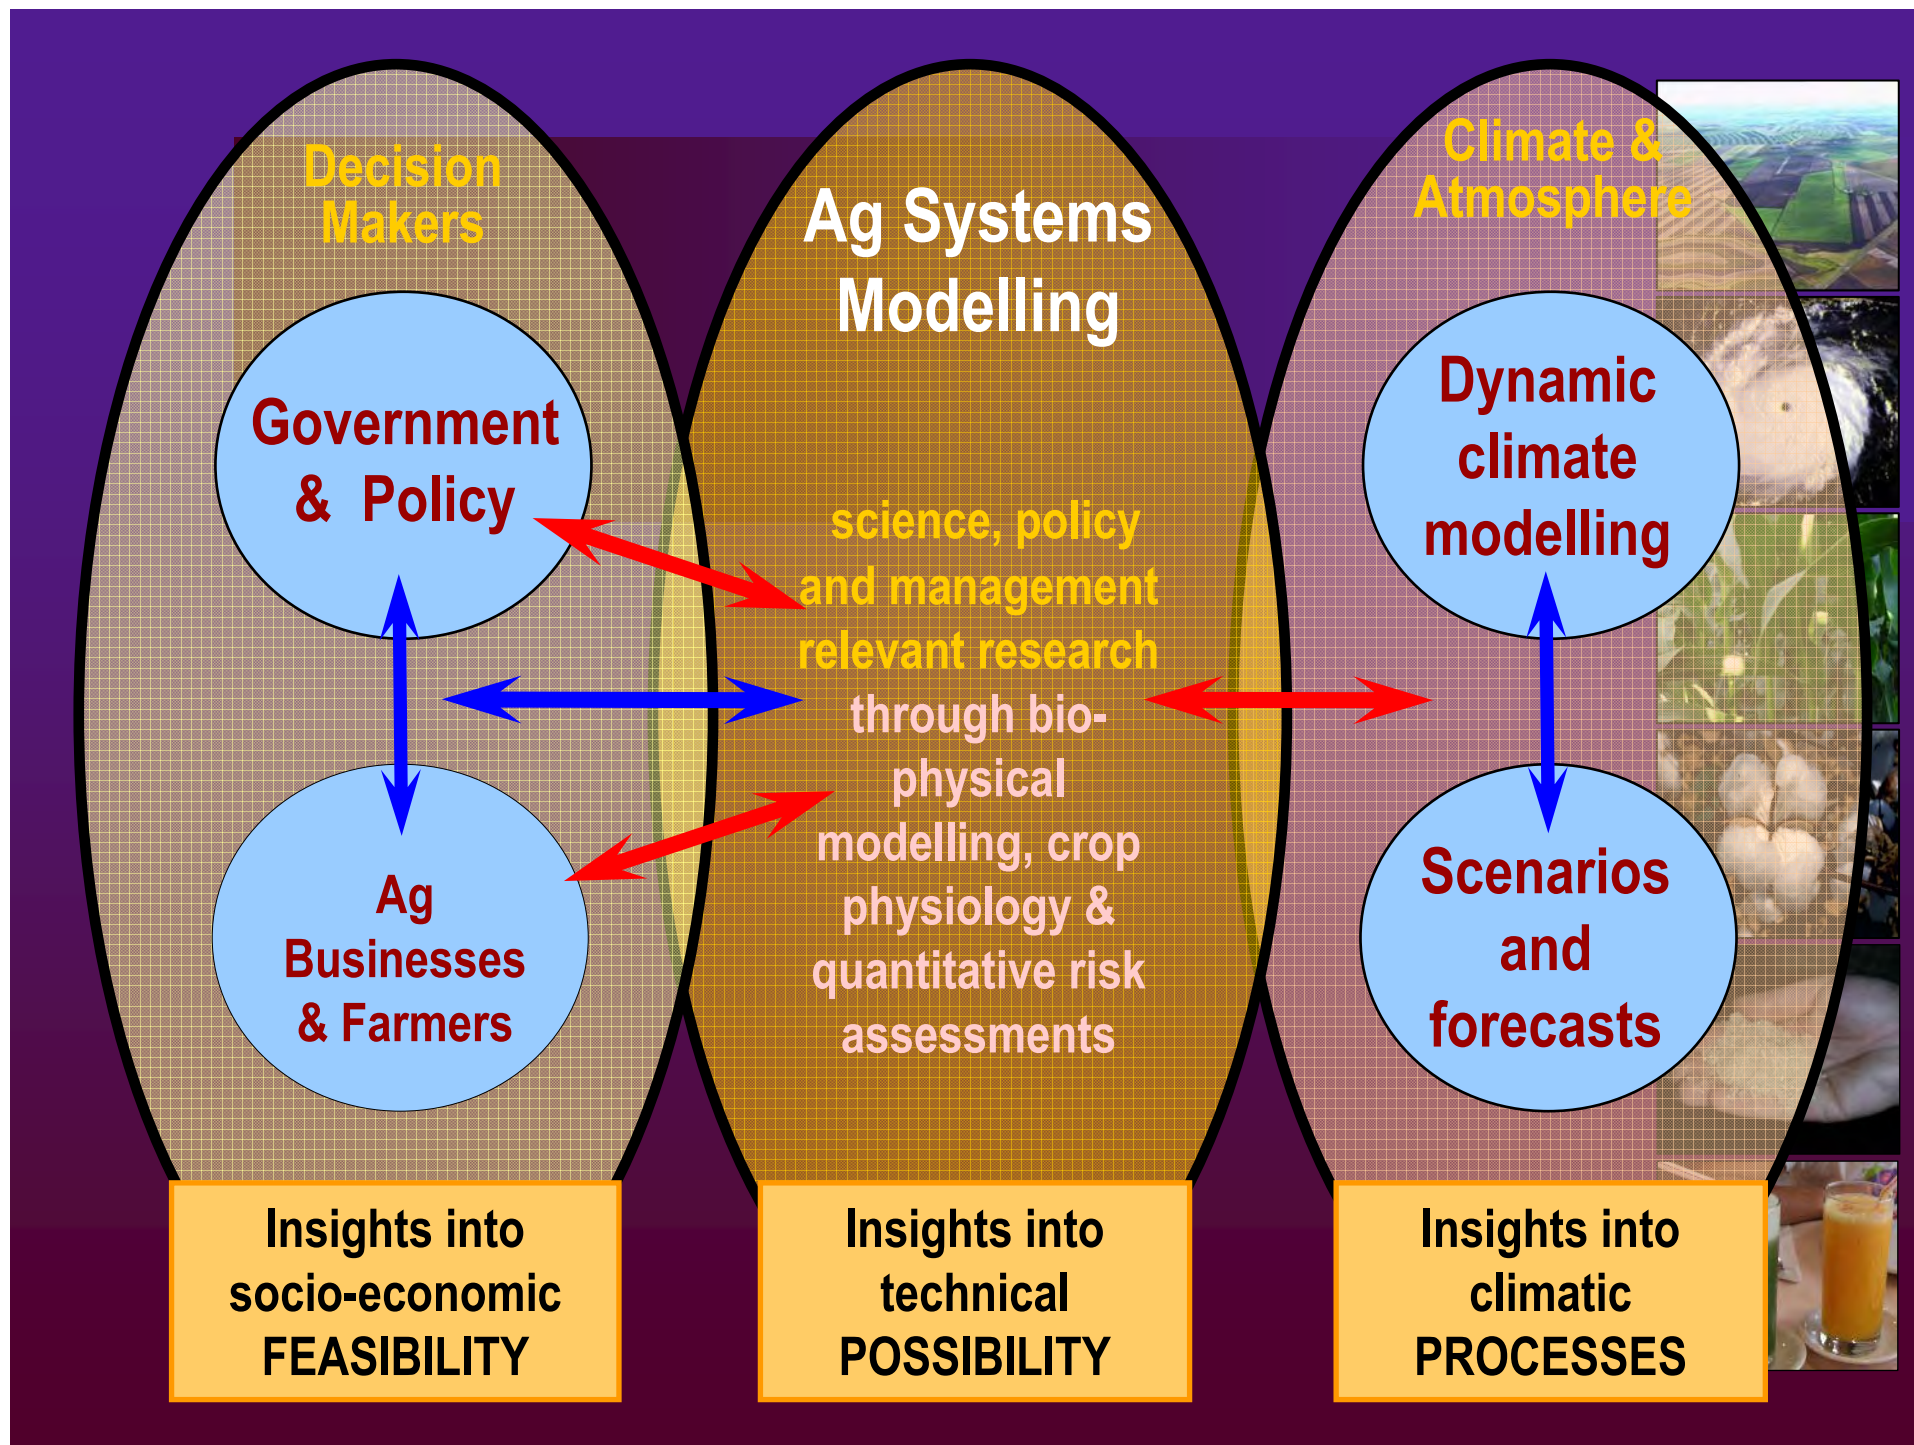 Decision
Makers
Government
& Policy
Ag
Businesses
& Farmers
Insights into
socio-economic
FEASIBILITY
Ag Systems
Modelling
science, policy
and management
relevant research
through bio-
physical
modelling, crop
physiology &
quantitative risk
assessments
Insights into
technical
POSSIBILITY
Climate &
Atmosphere
Dynamic
climate
modelling
Scenarios
and
forecasts
Insights into
climatic
PROCESSES